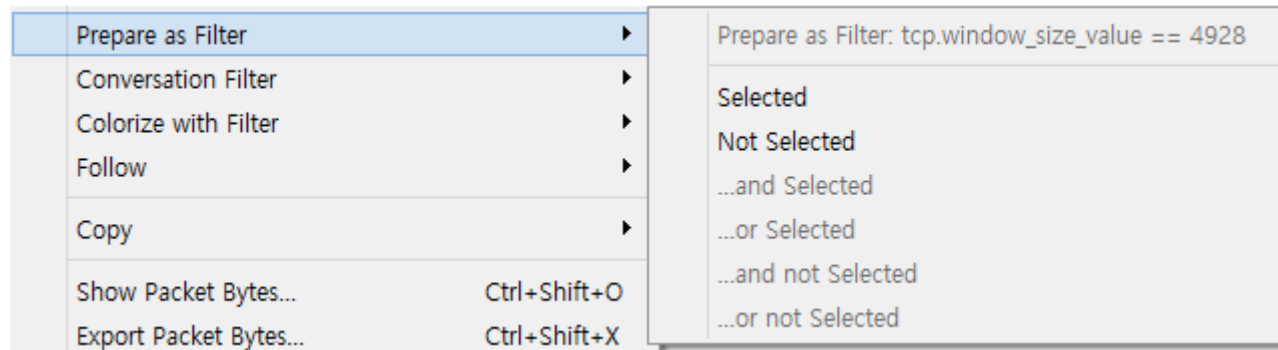 Prepare as Filter
Conversation Filter
Colorize with Filter
Follow
Copy
Show Packet Bytes... Ctrl+Shift+O
Export Packet Bytes... Ctrl+Shift+X
Prepare as Filter: tcp.window_size_value == 4928
Selected
Not Selected
...and Selected
...or Selected
...and not Selected
...or not Selected